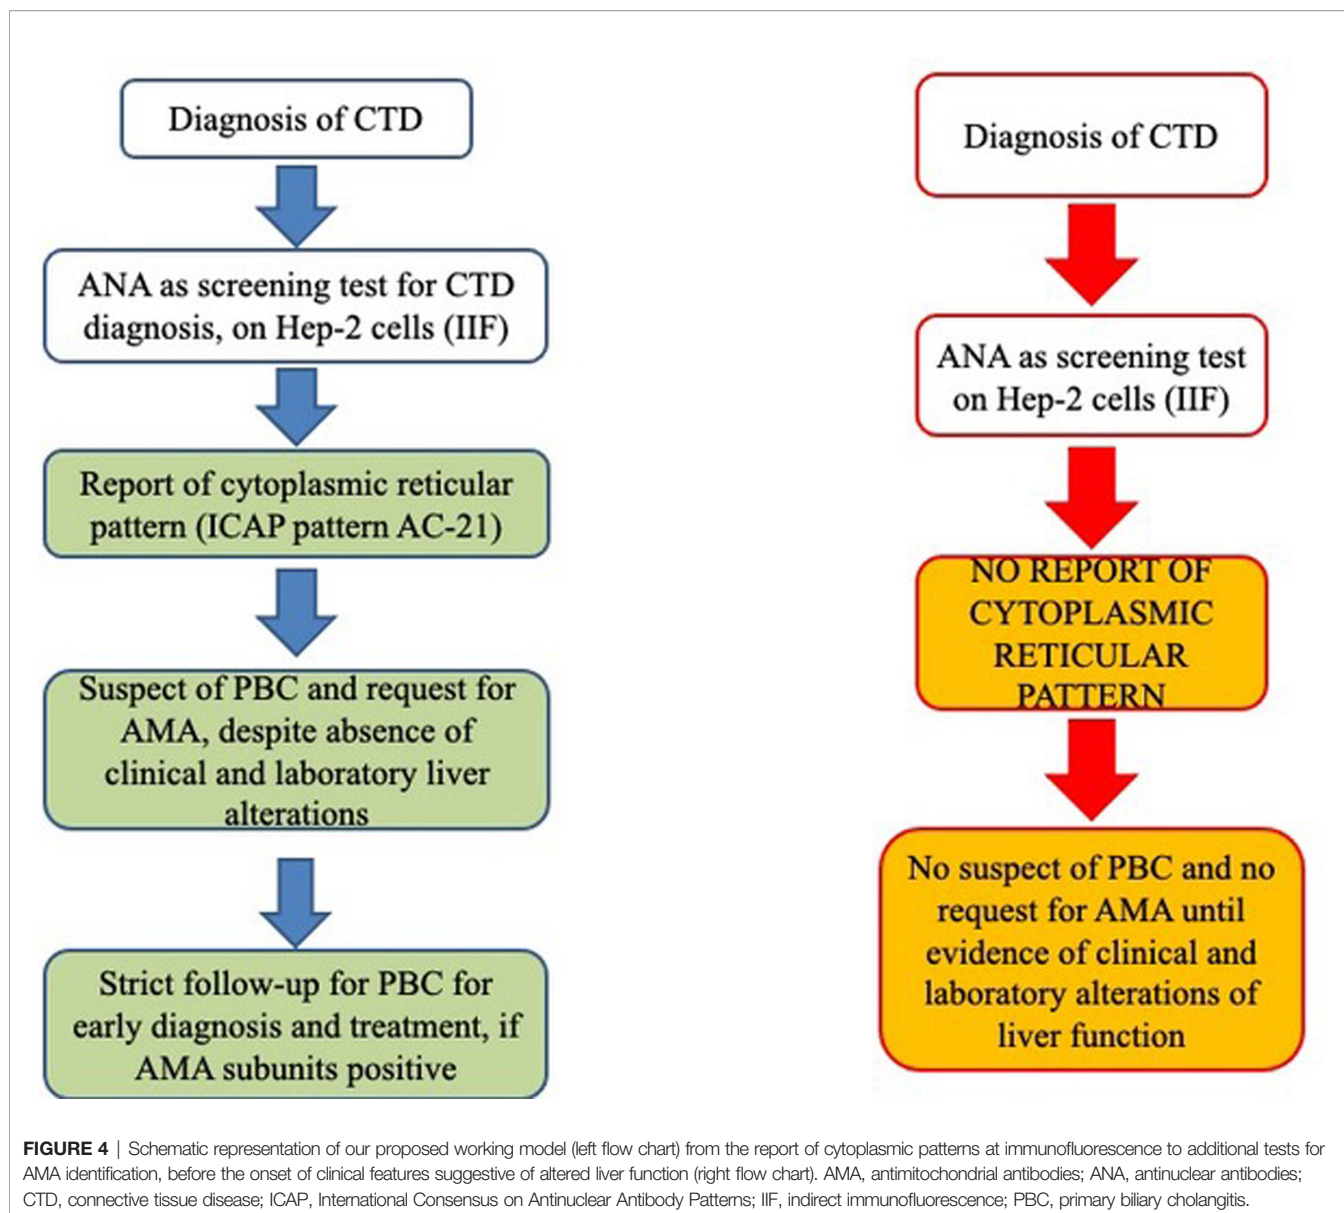 Diagnosis of CTD
ANA as screening test for CTD
diagnosis, on Hep-2 cells (IIF)
Report of cytoplasmic reticular
pattern (ICAP pattern AC-21)
Suspect of PBC and request for
AMA, despite absence of
clinical and laboratory liver
alterations
Strict follow-up for PBC for
early diagnosis and treatment, if
AMA subunits positive
Diagnosis of CTD
ANA as screening test
on Hep-2 cells (IIF)
NO REPORT OF
CYTOPLASMIC
RETICULAR
PATTERN
No suspect of PBC and no
request for AMA until
evidence of clinical and
laboratory alterations of
liver function
FIGURE 4 | Schematic representation of our proposed working model (left flow chart) from the report of cytoplasmic patterns at immunofluorescence to additional tests for
AMA identification, before the onset of clinical features suggestive of altered liver function (right flow chart). AMA, antimitochondrial antibodies; ANA, antinuclear antibodies;
CTD, connective tissue disease; ICAP, International Consensus on Antinuclear Antibody Patterns; IIF, indirect immunofluorescence; PBC, primary biliary cholangitis.